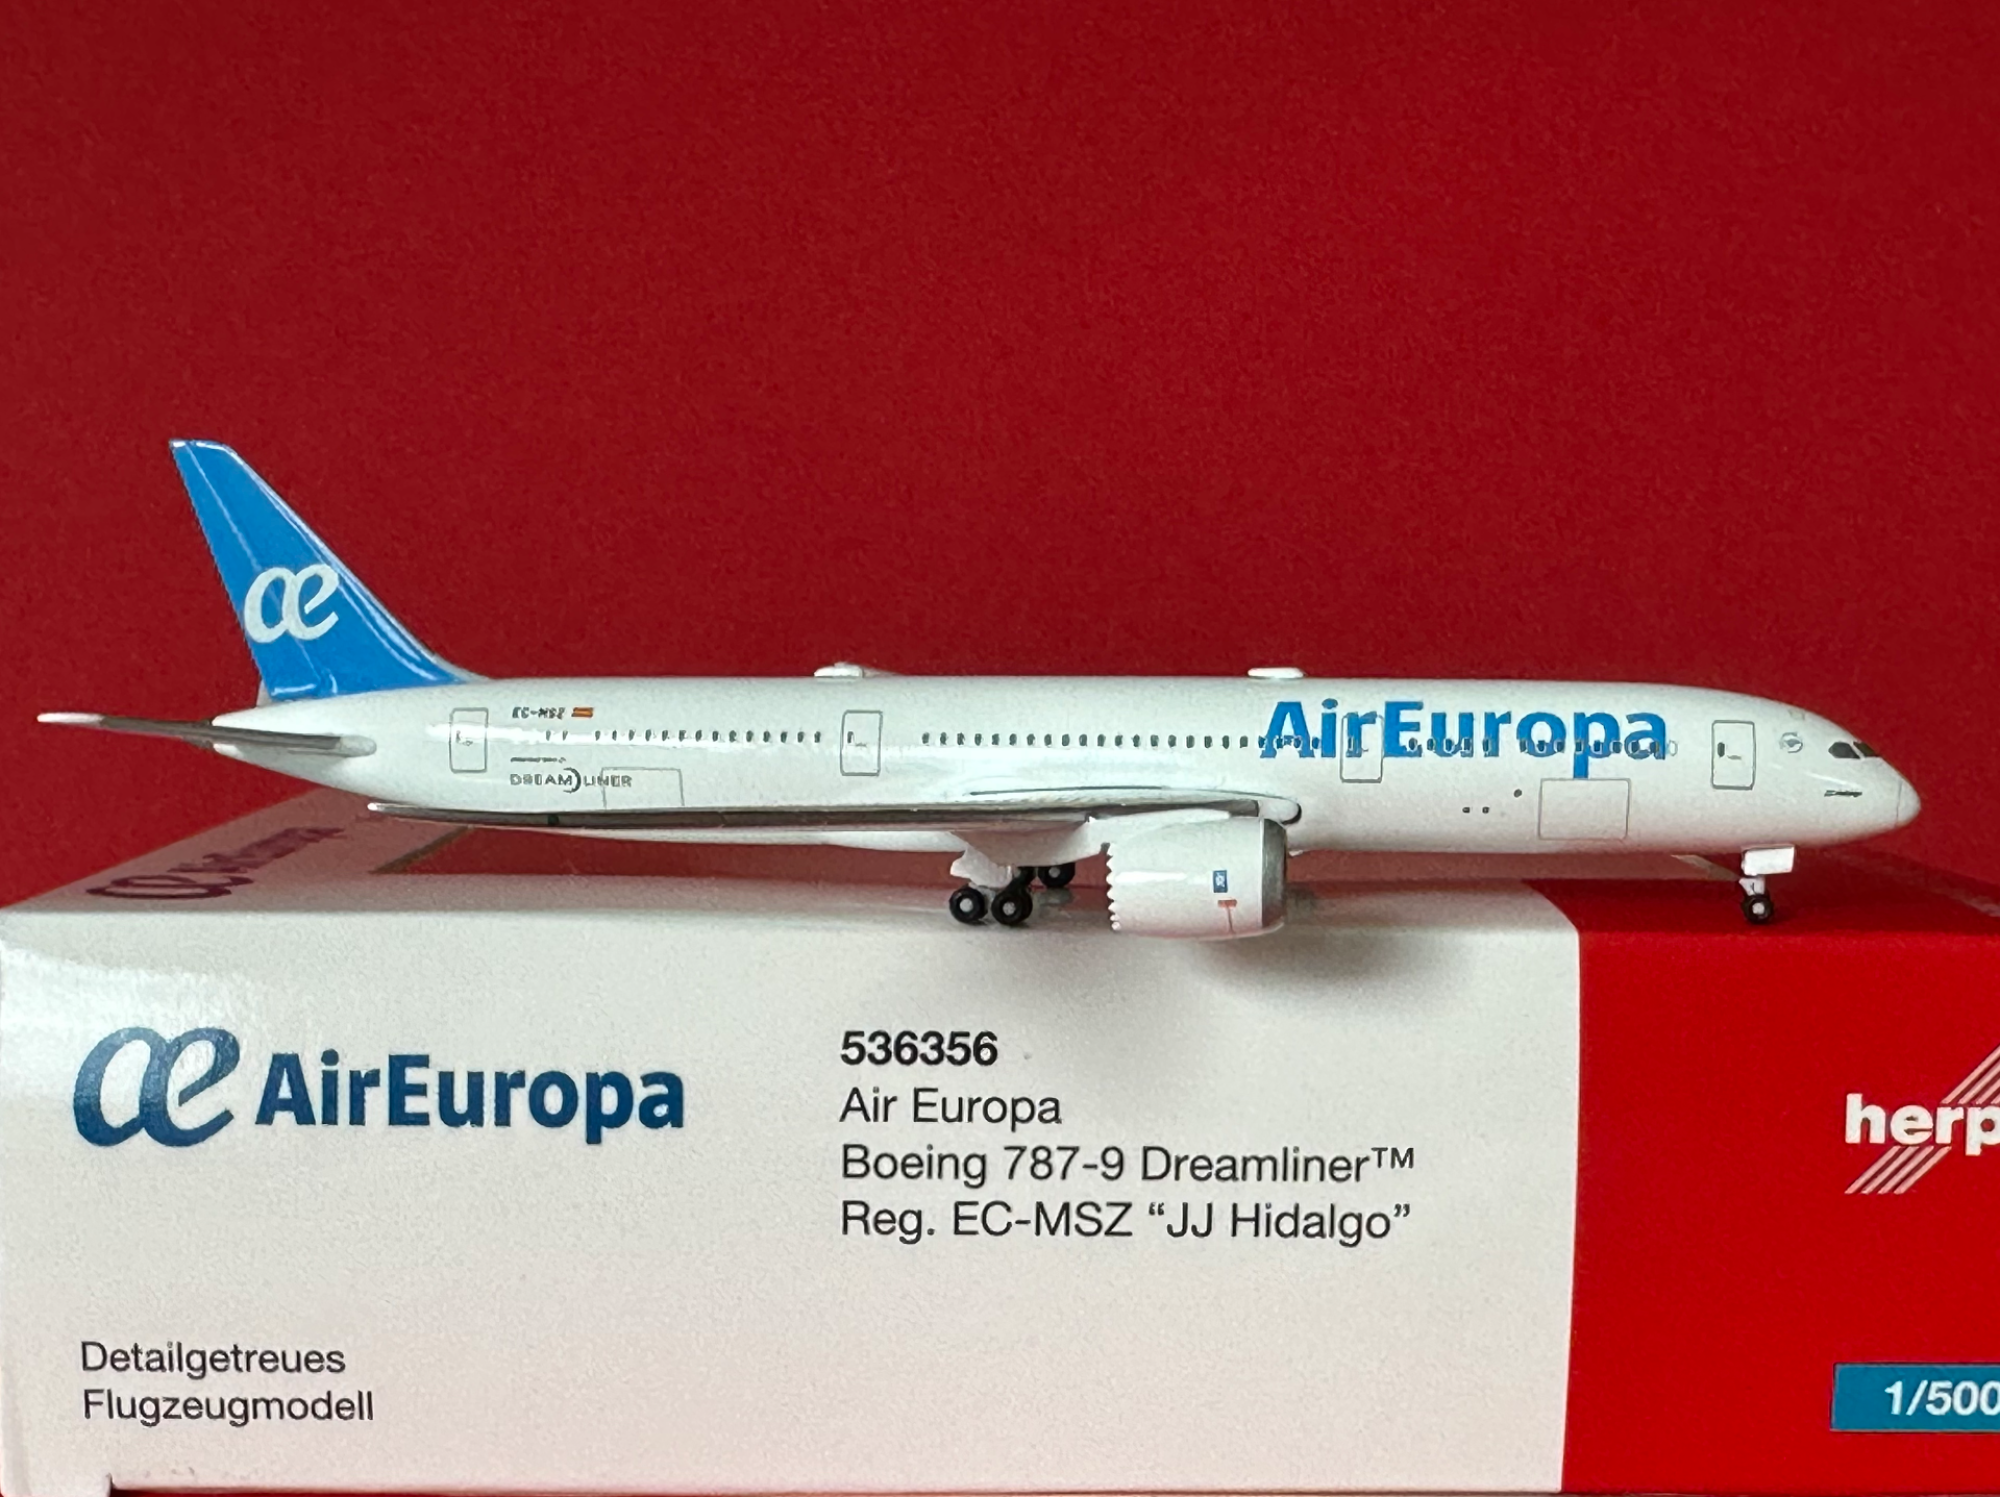 æ
AirEuropa
EC-MSZ
DREAMLINER
æ AirEuropa
536356
Air Europa
Boeing 787-9 Dreamliner™
Reg. EC-MSZ “JJ Hidalgo”
Detailgetreues
Flugzeugmodell
herp
1/500